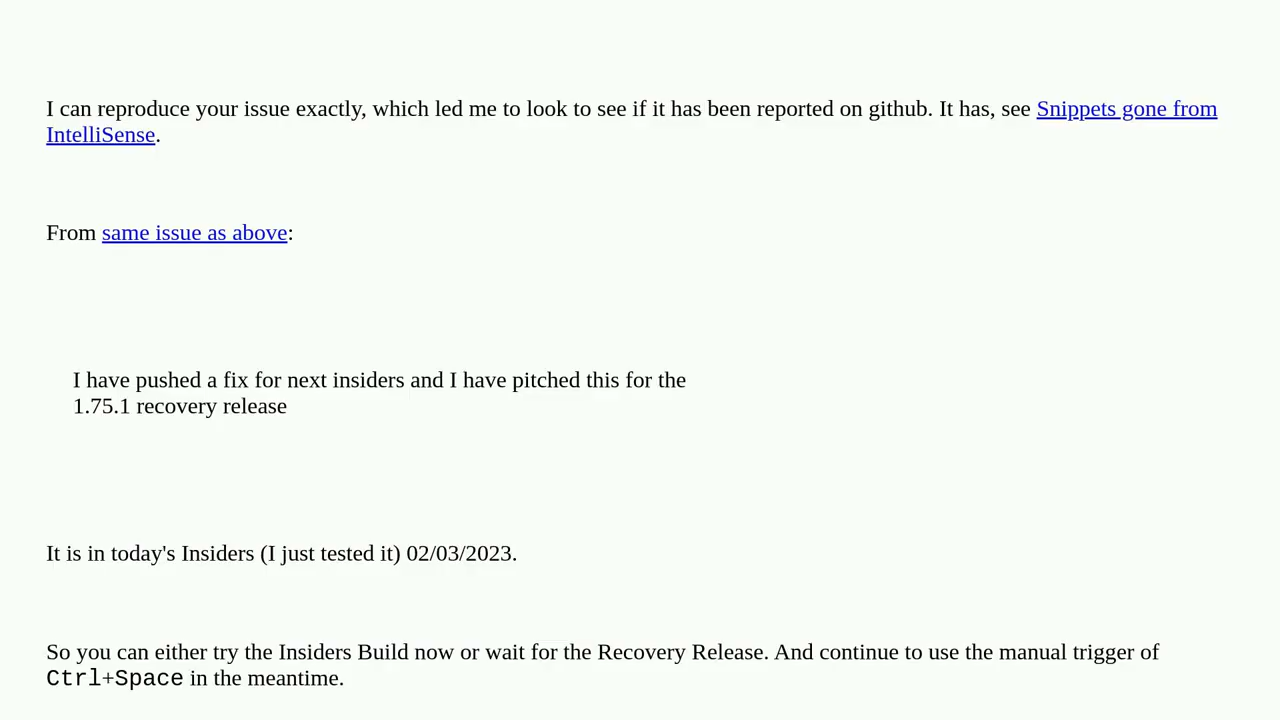 I can reproduce your issue exactly, which led me to look to see if it has been reported on github. It has, see Snippets gone from
IntelliSense.
From same issue as above:
I have pushed a fix for next insiders and I have pitched this for the
1.75.1 recovery release
It is in today's Insiders (I just tested it) 02/03/2023.
So you can either try the Insiders Build now or wait for the Recovery Release. And continue to use the manual trigger of
Ctrl+Space in the meantime.